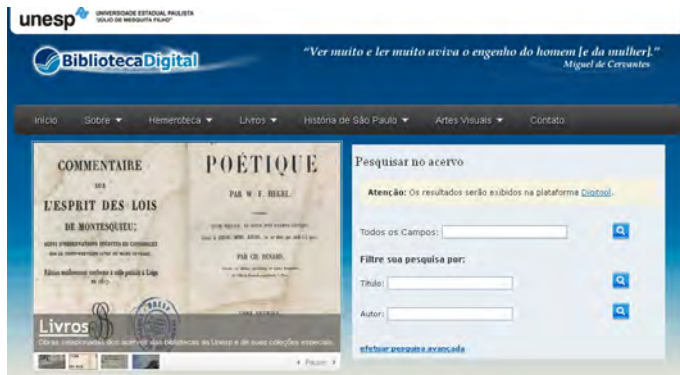 unesp
UNIVERSIDADE ESTADUAL PAULISTA
"JÚLIO DE MESQUITA FILHO"
BibliotecaDigital
"Ver muito e ler muito aviva o engenho do homem [e da mulher]."
Miguel de Cervantes
Início Sobre Hemeroteca Livros História de São Paulo Artes Visuais Contato
COMMENTAIRE
SUR
L'ESPRIT DES LOIS
DE MONTESQUIEU;
POÉTIQUE
PAR W. F. HEGEL
PAR CH. BÉNARD,
Livros
Obras relacionadas dos acervos das bibliotecas da Unesp e de suas coleções especiais.
Pausar
Pesquisar no acervo
Atenção: Os resultados serão exibidos na plataforma Digitool.
Todos os Campos:
Filtre sua pesquisa por:
Título:
Autor:
efetuar pesquisa avançada